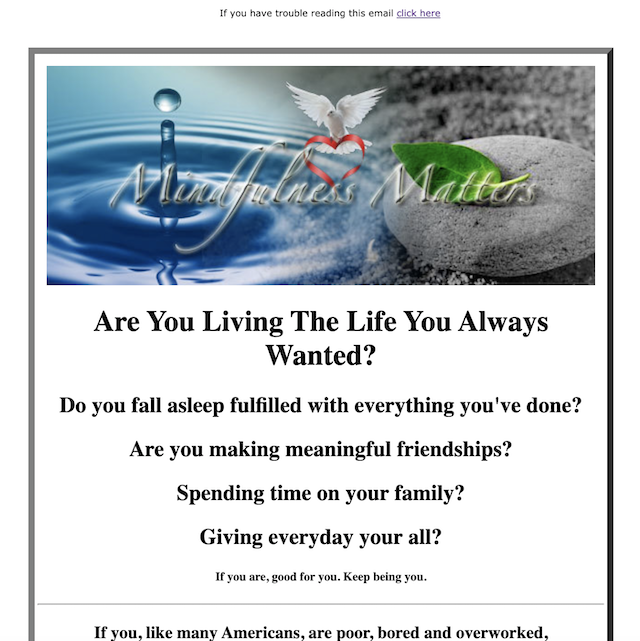 If you have trouble reading this email click here
Mindfulness Matters
Are You Living The Life You Always
Wanted?
Do you fall asleep fulfilled with everything you've done?
Are you making meaningful friendships?
Spending time on your family?
Giving everyday your all?
If you are, good for you. Keep being you.
If you, like many Americans, are poor, bored and overworked,